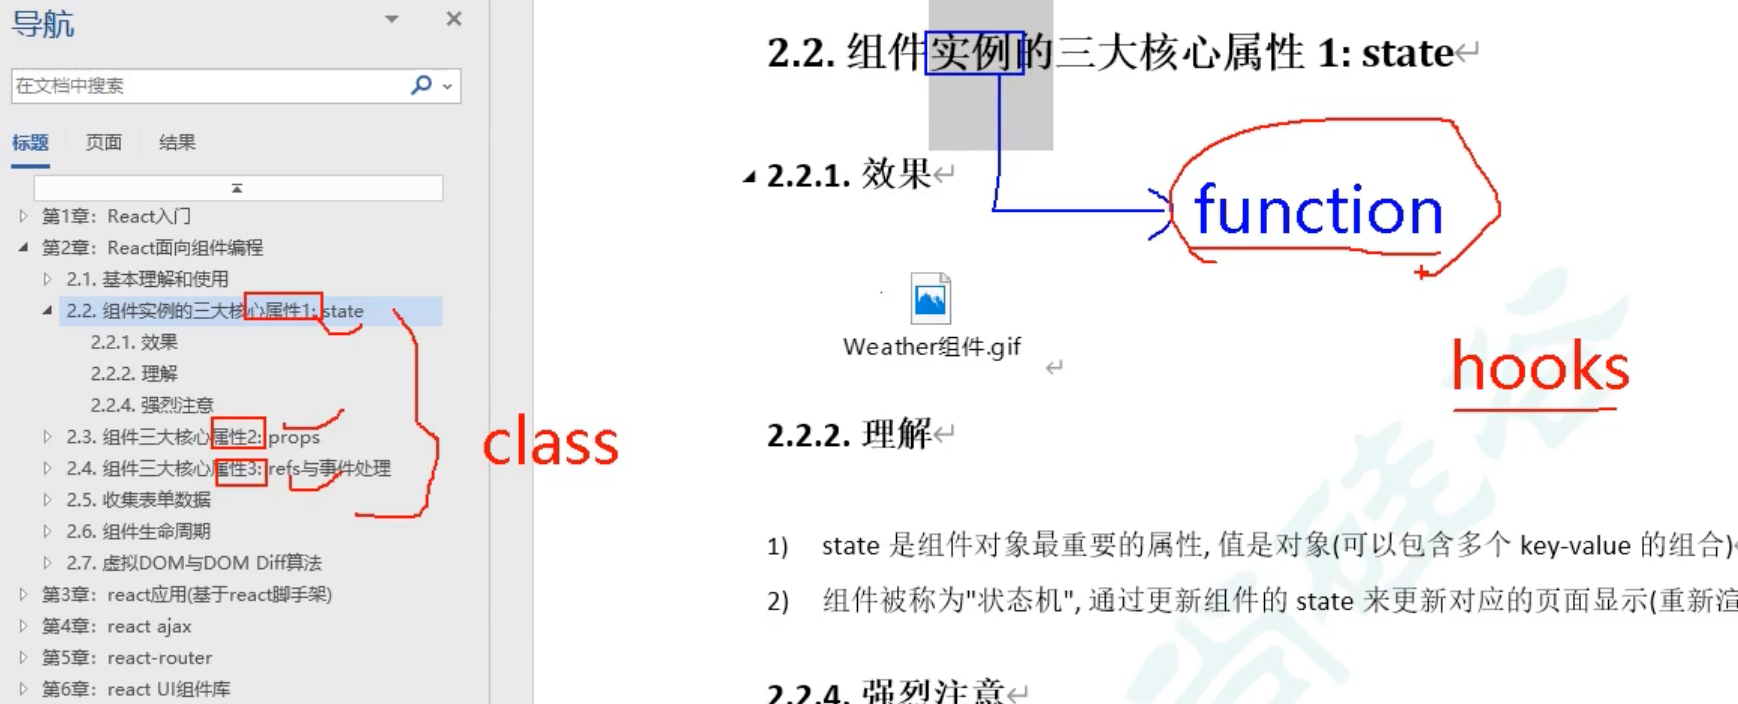 导航
在文档中搜索
标题 页面 结果
第1章：React入门
第2章：React面向组件编程
2.1. 基本理解和使用
2.2. 组件实例的三大核心属性1: state
2.2.1. 效果
2.2.2. 理解
2.2.4. 强烈注意
2.3. 组件三大核心属性2: props
2.4. 组件三大核心属性3: refs与事件处理
2.5. 收集表单数据
2.6. 组件生命周期
2.7. 虚拟DOM与DOM Diff算法
第3章：react应用(基于react脚手架)
第4章：react ajax
第5章：react-router
第6章：react UI组件库
class
2.2. 组件实例的三大核心属性 1: state
2.2.1. 效果
function
Weather组件.gif
hooks
2.2.2. 理解
1) state 是组件对象最重要的属性, 值是对象(可以包含多个 key-value 的组合)
2) 组件被称为"状态机", 通过更新组件的 state 来更新对应的页面显示(重新渲
2.2.4. 强烈注意
尚硅谷